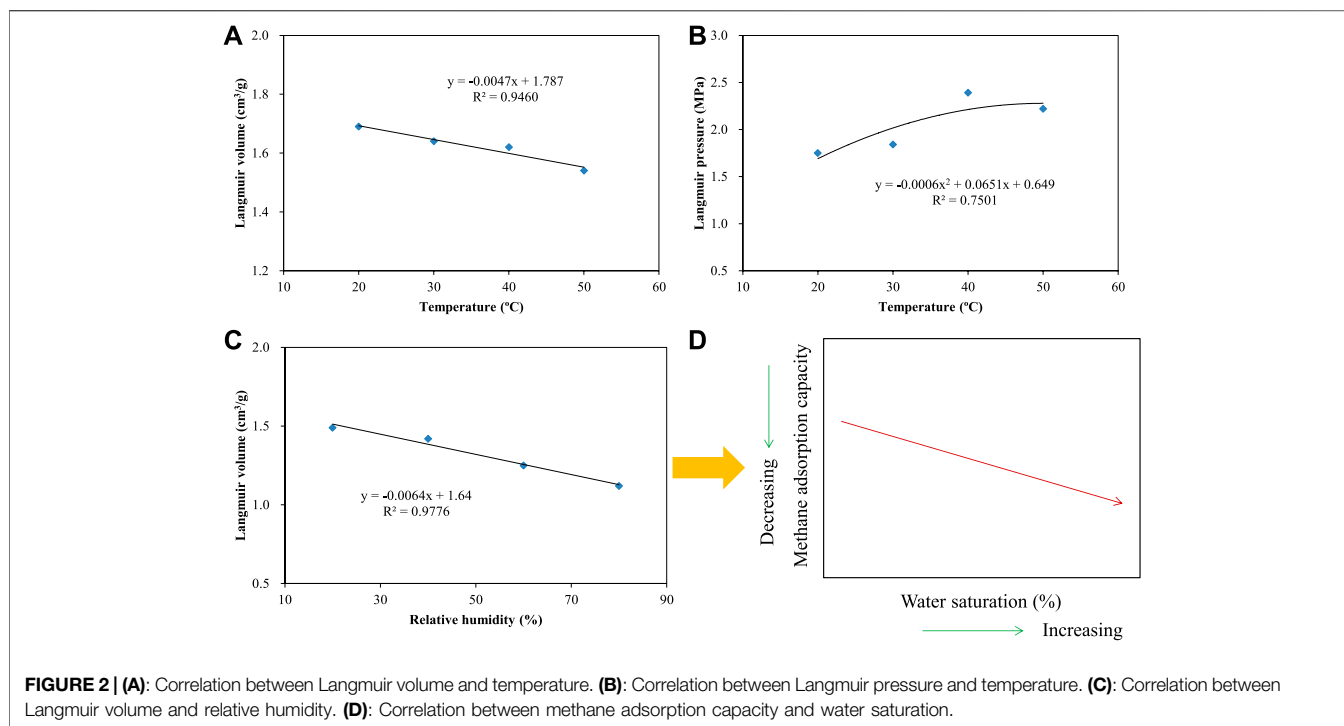 A
Langmuir volume (cm³/g)
2.0
1.8
1.6
1.4
1.2
y = -0.0047x + 1.787
R² = 0.9460
10 20 30 40 50 60
Temperature (ºC)
B
Langmuir pressure (MPa)
3.0
2.5
2.0
1.5
1.0
0.5
y = -0.0006x² + 0.0651x + 0.649
R² = 0.7501
10 20 30 40 50 60
Temperature (ºC)
C
Langmuir volume (cm³/g)
2.0
1.5
1.0
0.5
y = -0.0064x + 1.64
R² = 0.9776
10 30 50 70 90
Relative humidity (%)
D
Decreasing
Methane adsorption capacity
Water saturation (%)
Increasing
FIGURE 2 | (A): Correlation between Langmuir volume and temperature. (B): Correlation between Langmuir pressure and temperature. (C): Correlation between
Langmuir volume and relative humidity. (D): Correlation between methane adsorption capacity and water saturation.